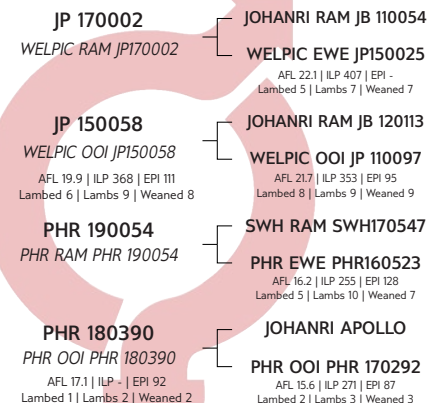 JP 170002
WELPIC RAM JP170002
JOHANRI RAM JB 110054
WELPIC EWE JP150025
AFL 22.1 | ILP 407 | EPI -
Lambed 5 | Lambs 7 | Weaned 7
JP 150058
WELPIC OOI JP150058
AFL 19.9 | ILP 368 | EPI 111
Lambed 6 | Lambs 9 | Weaned 8
JOHANRI RAM JB 120113
WELPIC OOI JP 110097
AFL 21.7 | ILP 353 | EPI 95
Lambed 8 | Lambs 9 | Weaned 9
PHR 190054
PHR RAM PHR 190054
SWH RAM SWH170547
PHR EWE PHR160523
AFL 16.2 | ILP 255 | EPI 128
Lambed 5 | Lambs 10 | Weaned 7
PHR 180390
PHR OOI PHR 180390
AFL 17.1 | ILP - | EPI 92
Lambed 1 | Lambs 2 | Weaned 2
JOHANRI APOLLO
PHR OOI PHR 170292
AFL 15.6 | ILP 271 | EPI 87
Lambed 2 | Lambs 3 | Weaned 3